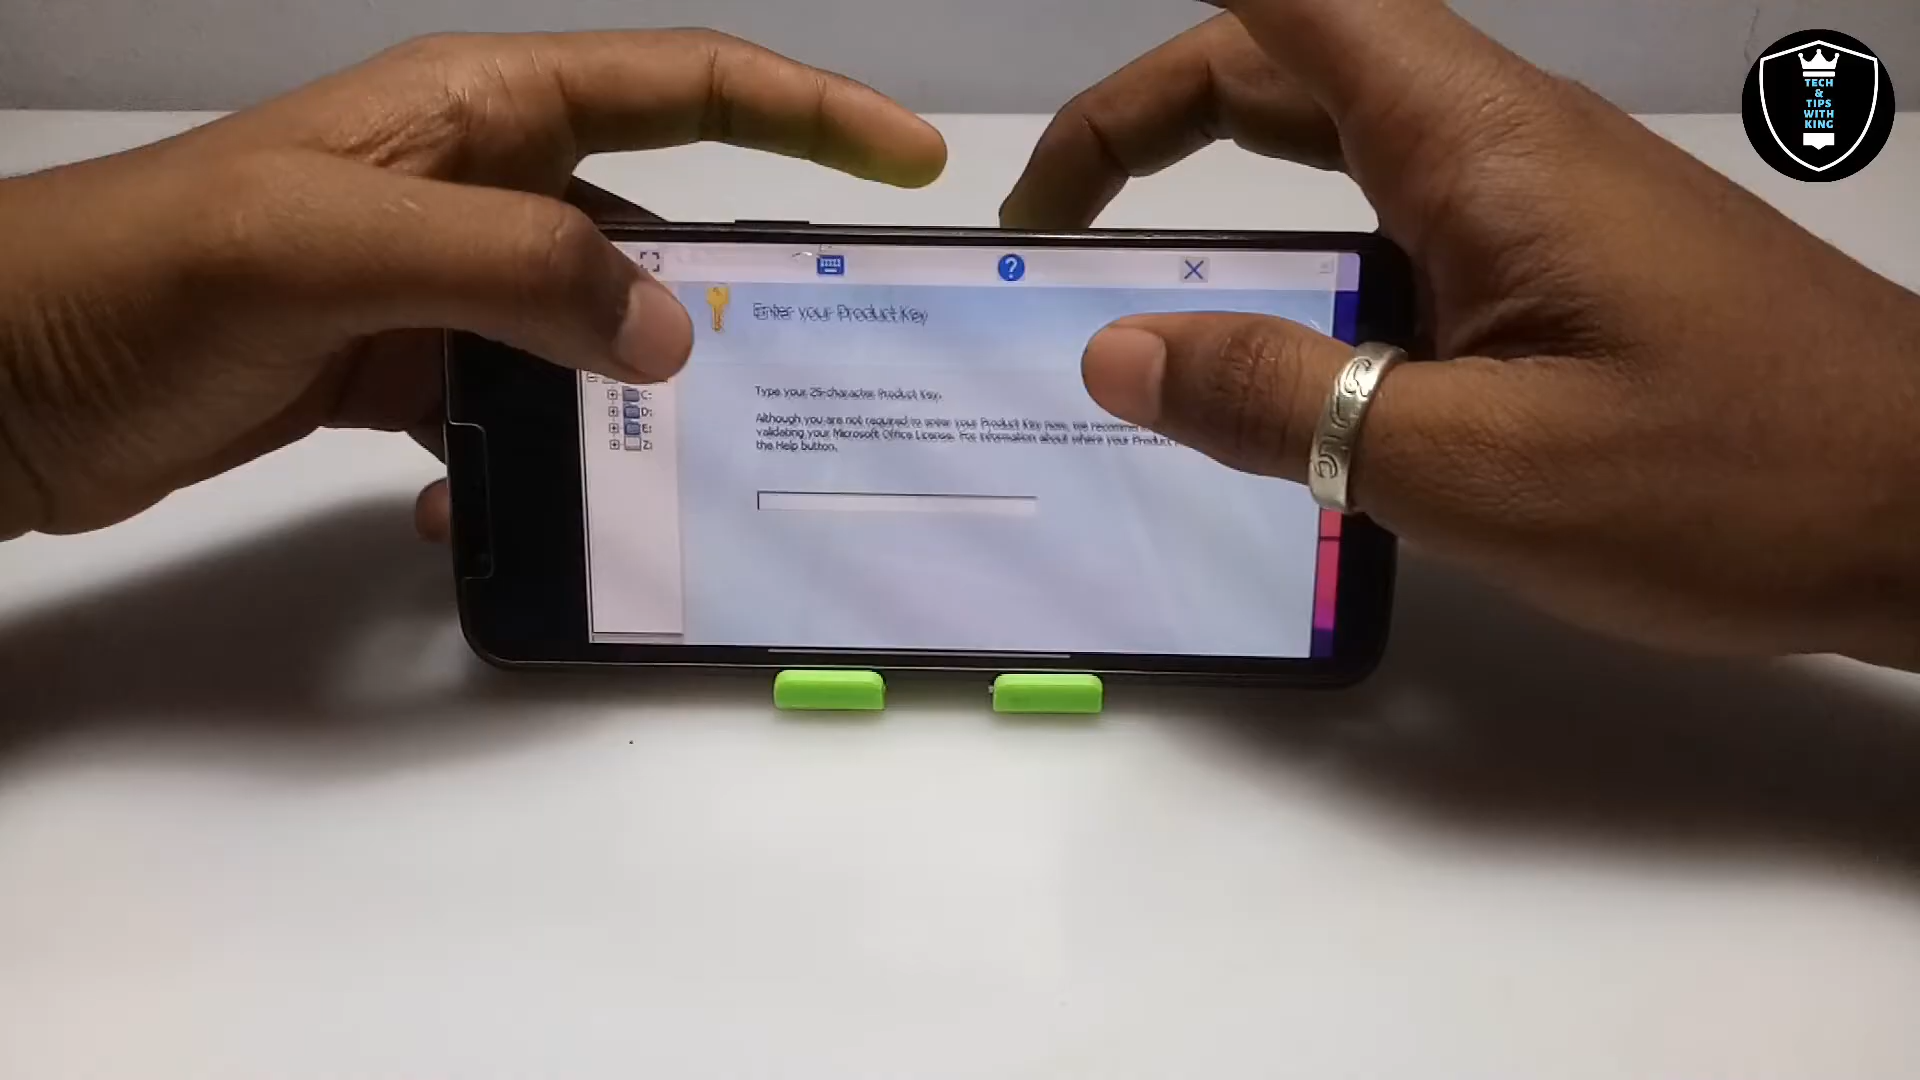 TECH
&
TIPS
WITH
KING
Enter your Product Key
C:
D:
E:
Z:
Type your 25-character Product Key.
Although you are not required to enter your Product Key now, we recommend
validating your Microsoft Office License. For information about where your Product
the Help button.